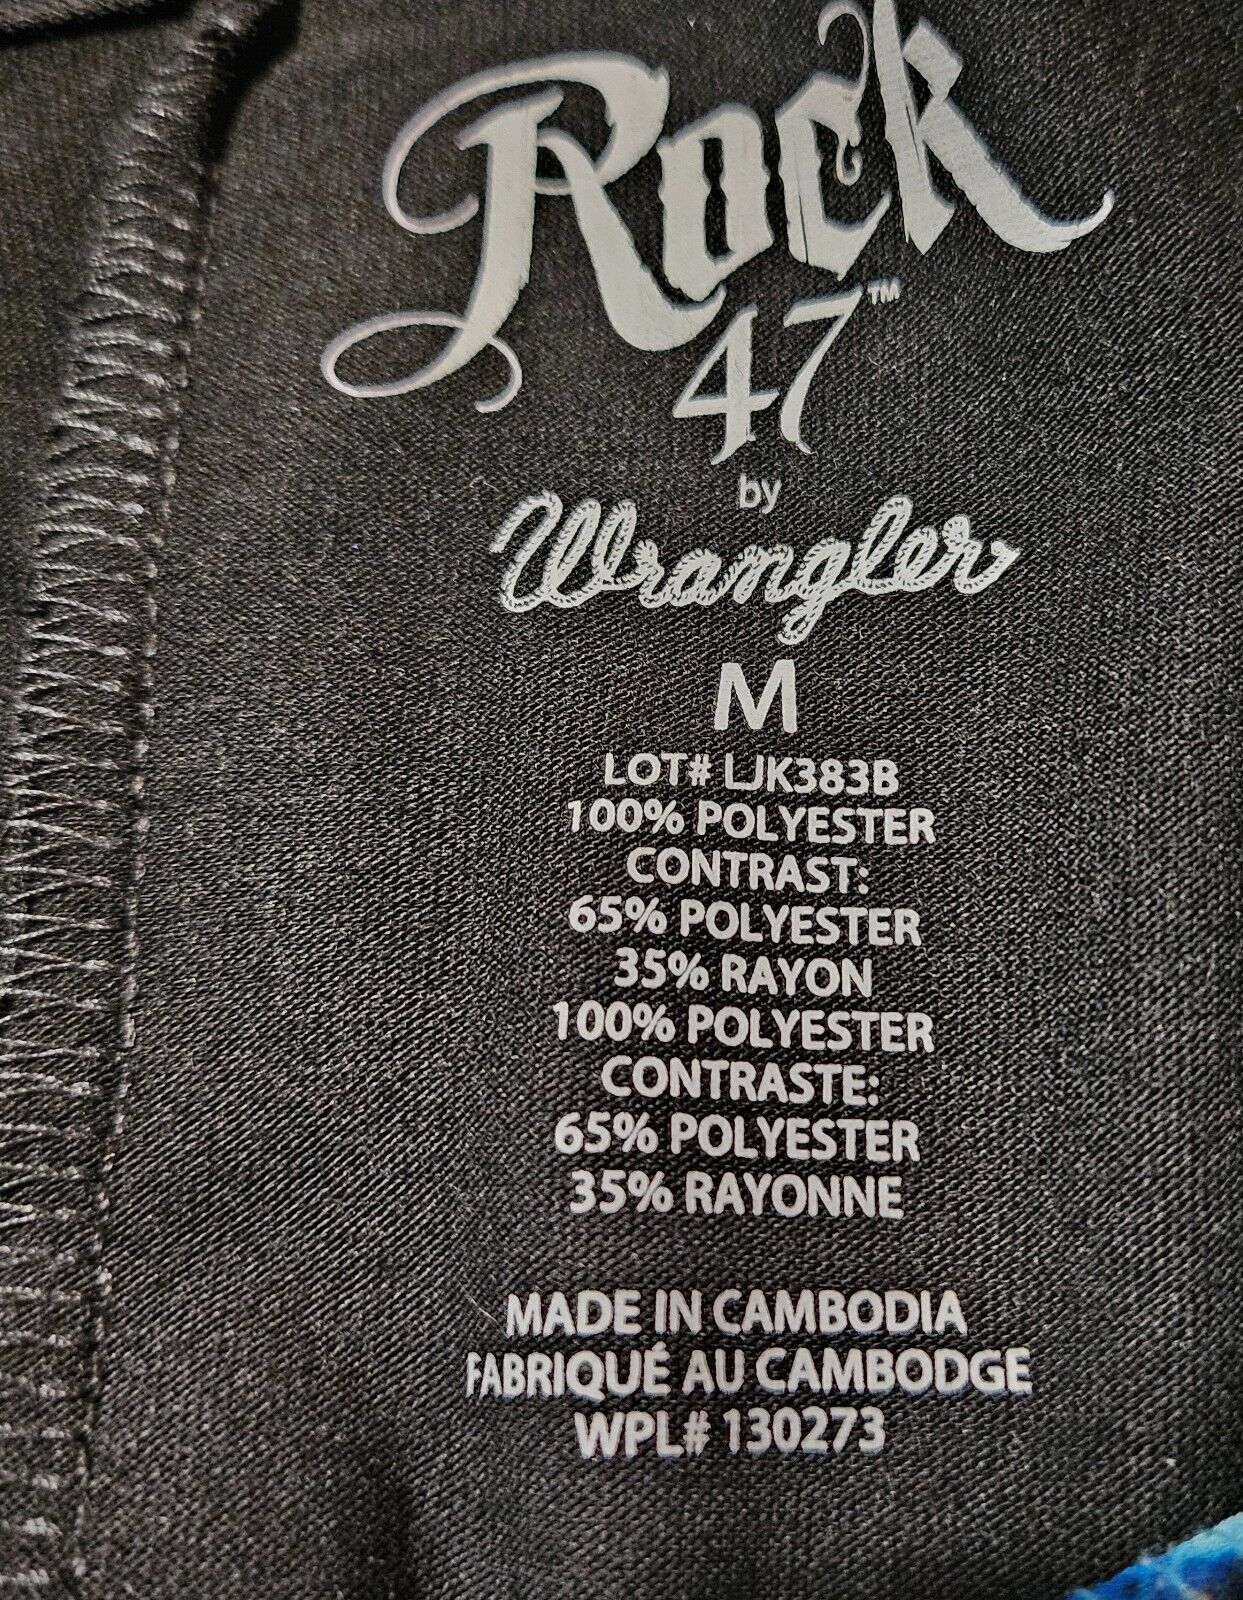 Rock
47™
by
Wrangler
M
LOT# LJK383B
100% POLYESTER
CONTRAST:
65% POLYESTER
35% RAYON
100% POLYESTER
CONTRASTE:
65% POLYESTER
35% RAYONNE
MADE IN CAMBODIA
FABRIQUÉ AU CAMBODGE
WPL# 130273